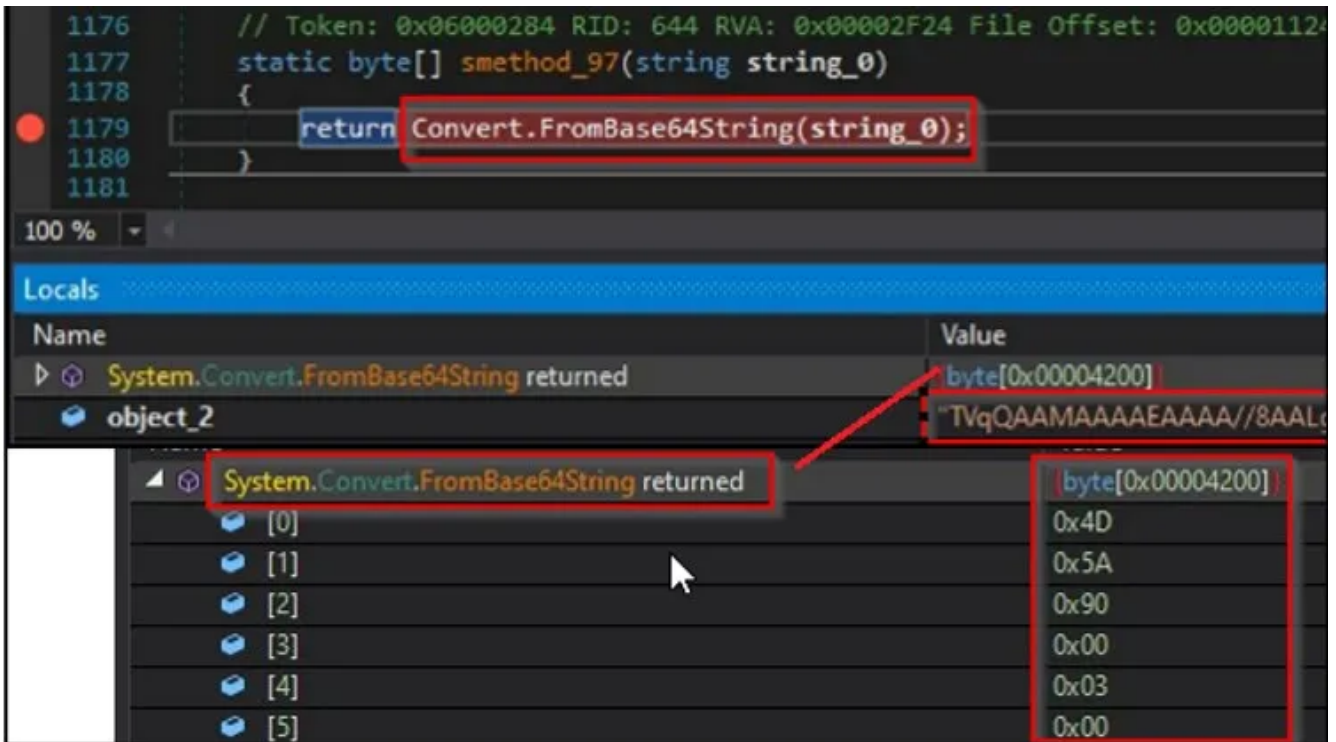 1176 // Token: 0x06000284 RID: 644 RVA: 0x00002F24 File Offset: 0x00001124
1177 static byte[] smethod_97(string string_0)
1178 {
1179 return Convert.FromBase64String(string_0);
1180 }
1181
100 %
Locals
Name Value
System.Convert.FromBase64String returned {byte[0x00004200]}
object_2 "TVqQAAMAAAAEAAAA//8AALg
System.Convert.FromBase64String returned {byte[0x00004200]}
[0] 0x4D
[1] 0x5A
[2] 0x90
[3] 0x00
[4] 0x03
[5] 0x00